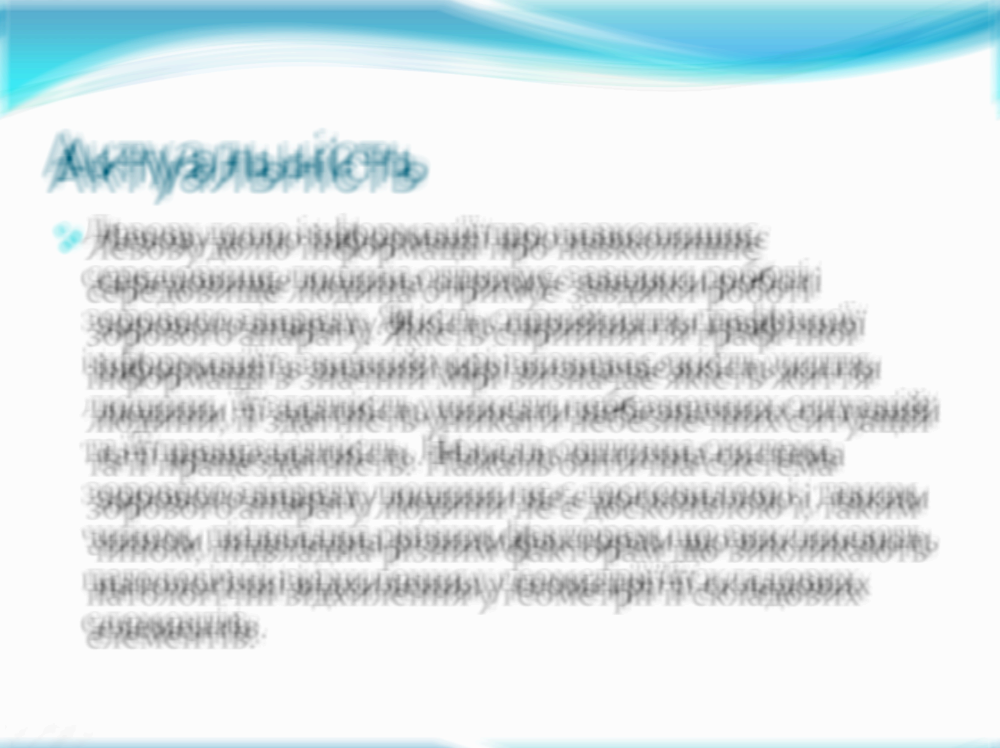 Актуальність
Левову долю інформації про навколишнє
середовище людина отримує завдяки роботі
зорового апарату. Якість сприйняття графічної
інформації в значній мірі визначає якість життя
людини, її здатність уникати небезпечних ситуацій
та її працездатність. Нажаль оптична система
зорового апарату людини не є досконалою і, таким
чином, підвладна різним факторам що викликають
патологічні відхилення у геометрії її складових
елементів.